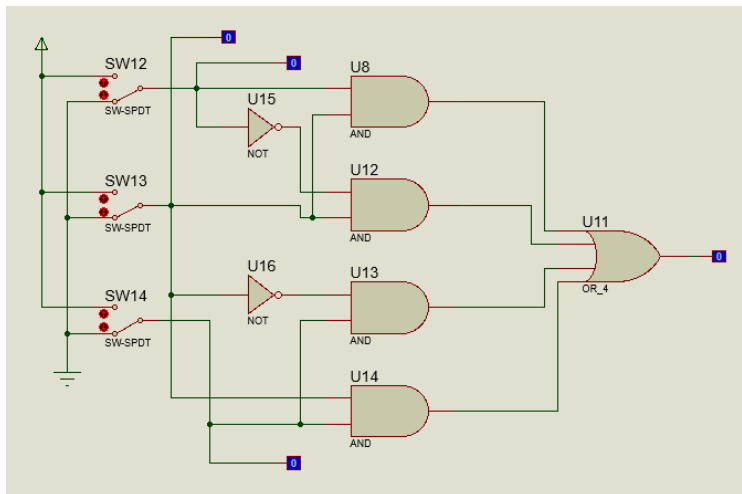 0
SW12
0
SW-SPDT
U15
NOT
U8
AND
SW13
SW-SPDT
U12
AND
U11
OR_4
0
U16
NOT
U13
AND
SW14
SW-SPDT
U14
AND
0